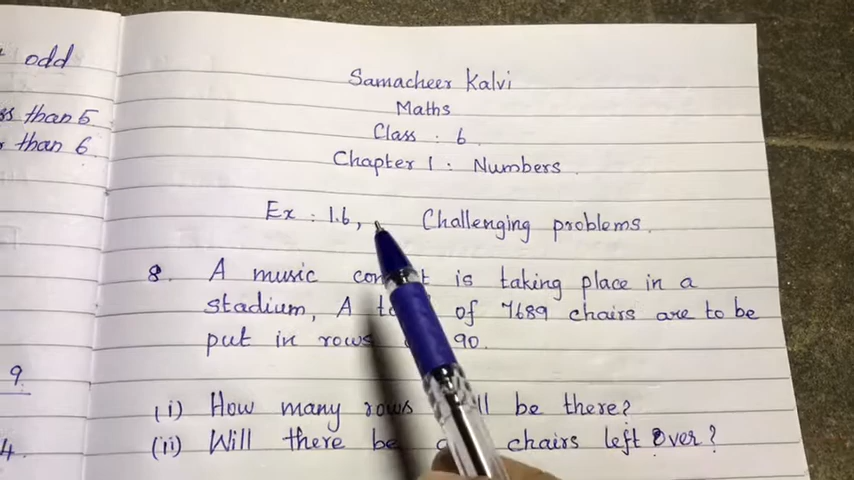 odd
than 5
than 6
9
4.
Samacheer Kalvi
Maths
Class : 6
Chapter 1 : Numbers
Ex : 1.6, Challenging problems.
8. A music is taking place in a
stadium, A of 7689 chairs are to be
put in rows 90.
(i) How many rows be there?
(ii) Will there be chairs left over?